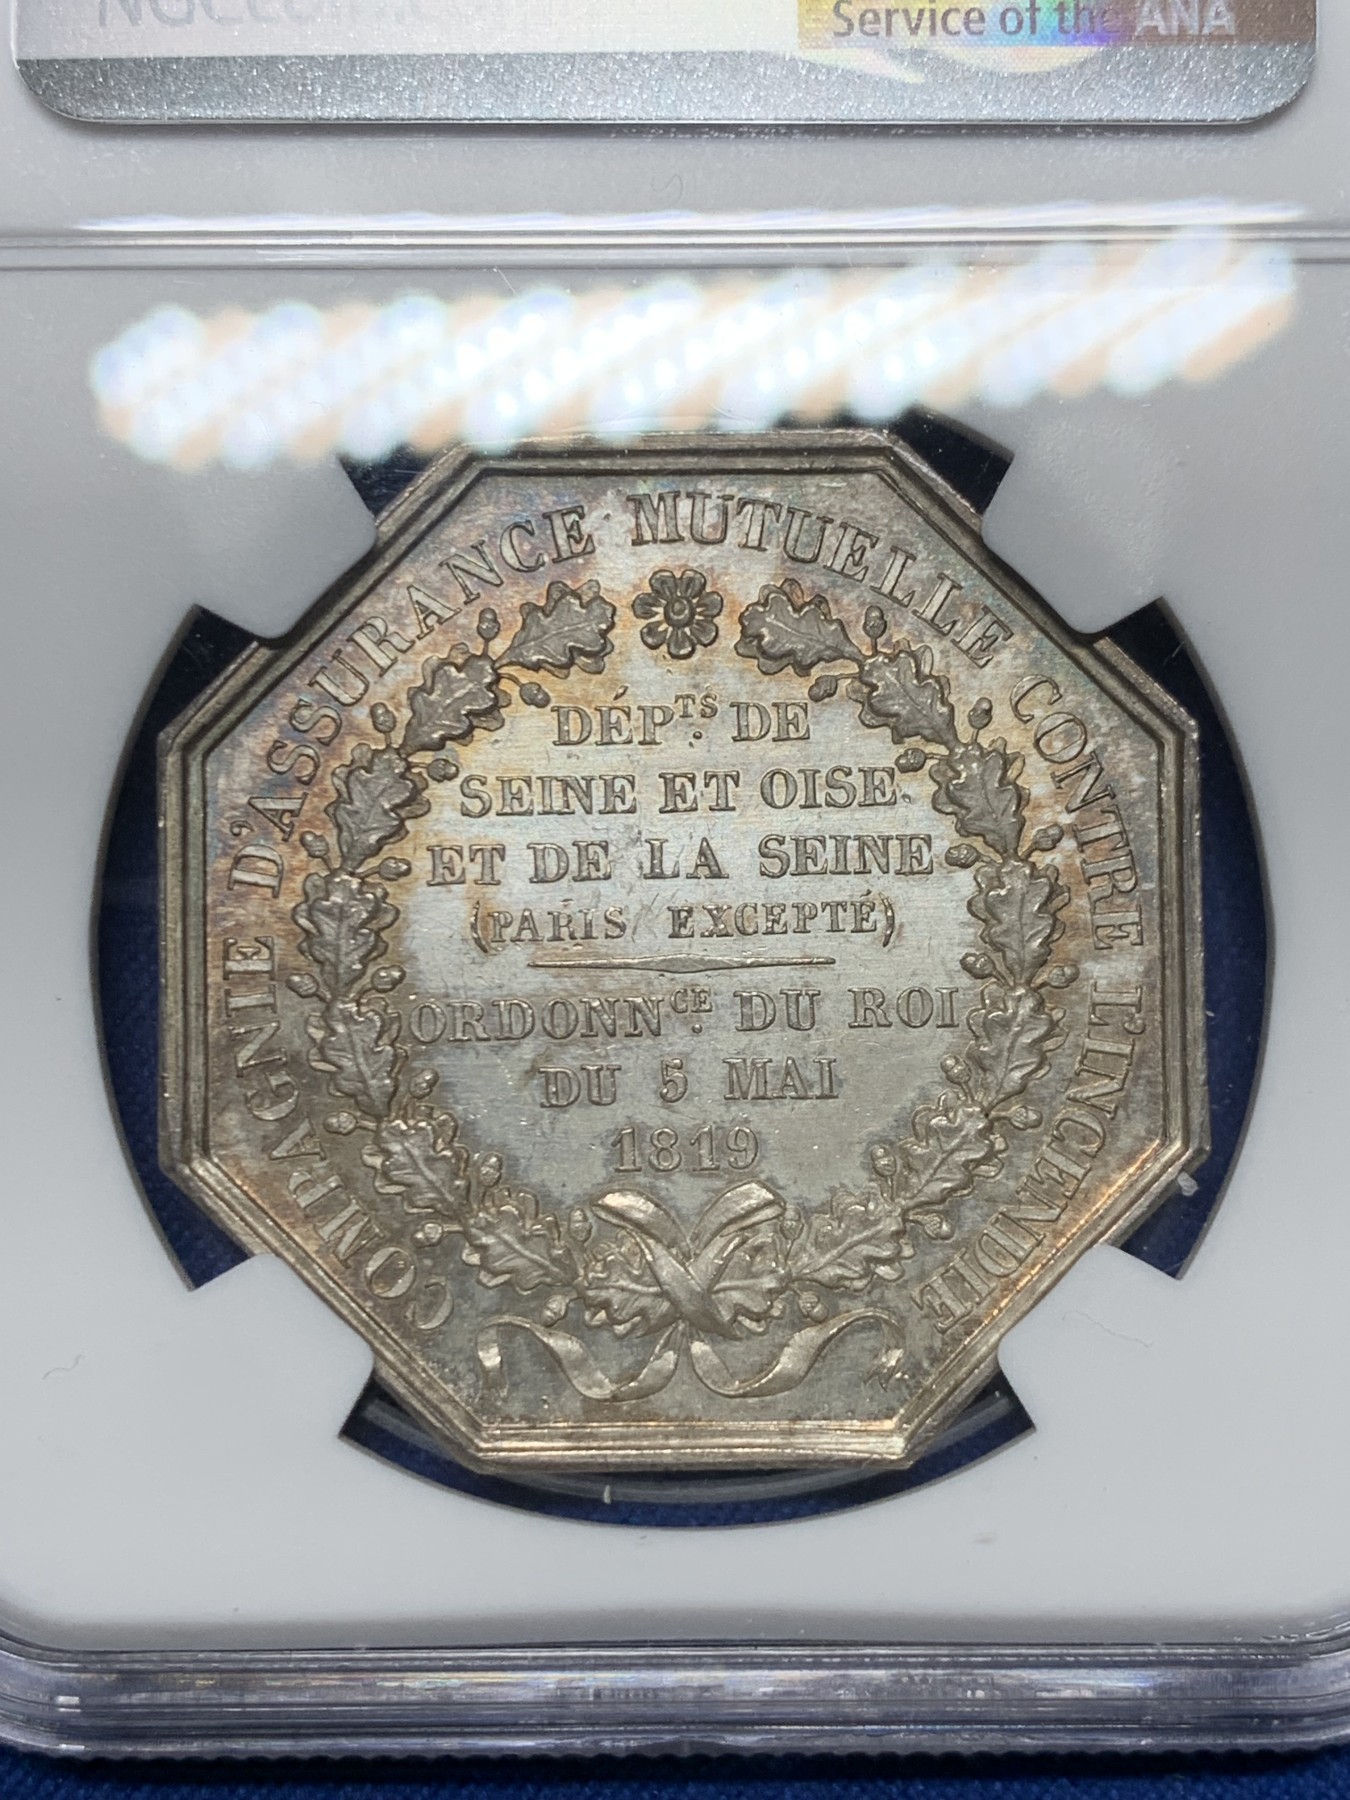 Service of the ANA
COMPAGNIE D'ASSURANCE MUTUELLE CONTRE L'INCENDIE
DÉPTS. DE
SEINE ET OISE
ET DE LA SEINE
(PARIS EXCEPTÉ)
ORDONNCE. DU ROI
DU 5 MAI
1819